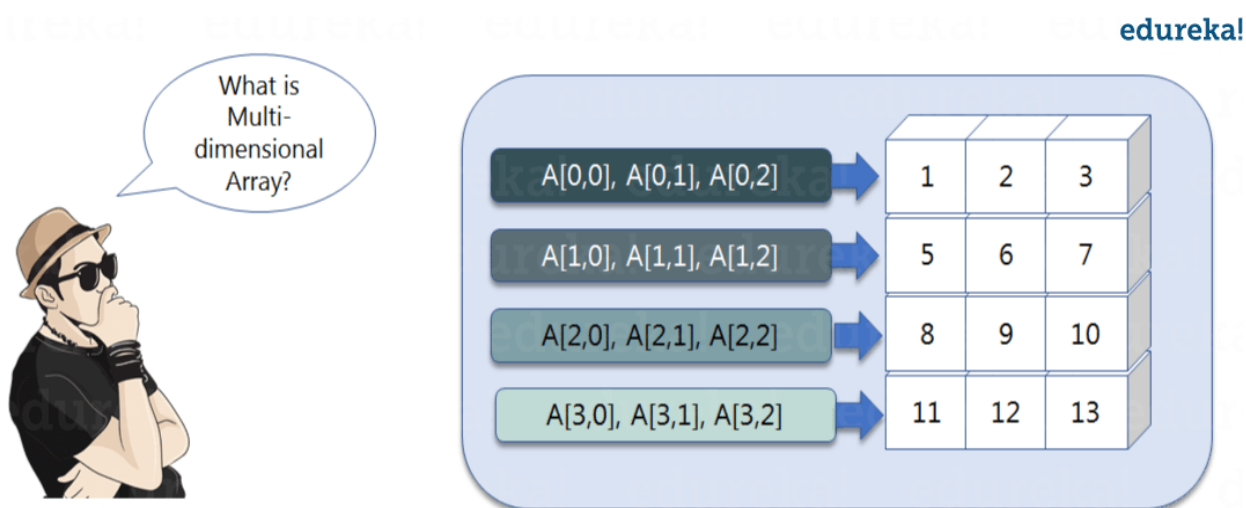 edureka!
What is
Multi-
dimensional
Array?
A[0,0], A[0,1], A[0,2]
1 2 3
A[1,0], A[1,1], A[1,2]
5 6 7
A[2,0], A[2,1], A[2,2]
8 9 10
A[3,0], A[3,1], A[3,2]
11 12 13